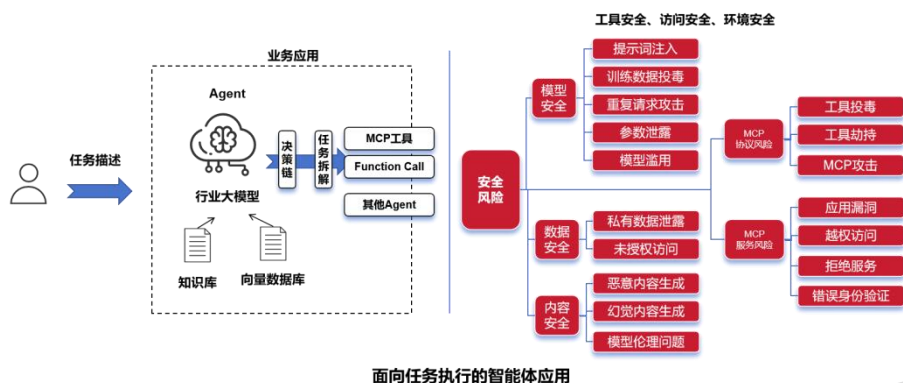 业务应用
Agent
任务描述
决策链
任务拆解
MCP工具
Function Call
其他Agent
行业大模型
知识库
向量数据库
工具安全、访问安全、环境安全
安全
风险
模型
安全
提示词注入
训练数据投毒
重复请求攻击
参数泄露
模型滥用
数据
安全
私有数据泄露
未授权访问
内容
安全
恶意内容生成
幻觉内容生成
模型伦理问题
MCP
协议风险
工具投毒
工具劫持
MCP攻击
MCP
服务风险
应用漏洞
越权访问
拒绝服务
错误身份验证
面向任务执行的智能体应用